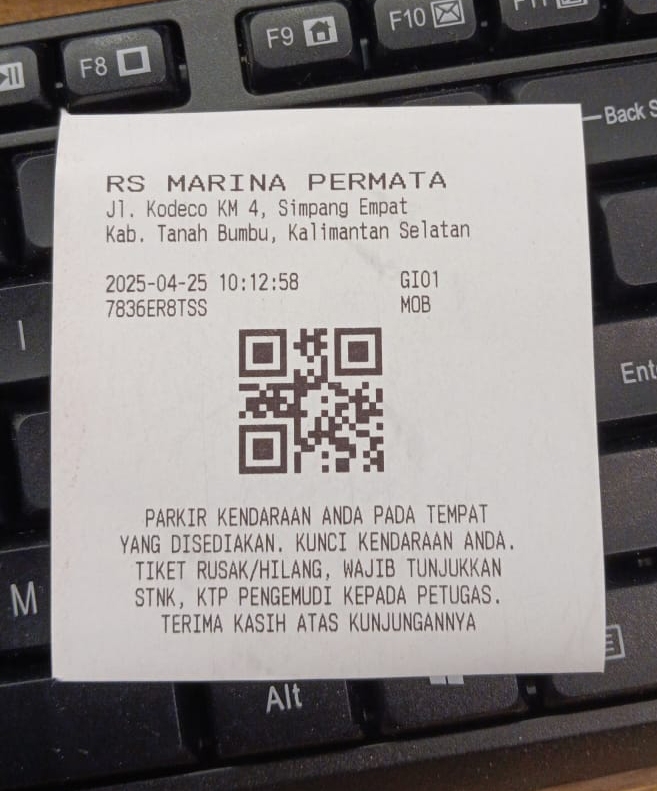 F8
F9
F10
F11
Back S
RS MARINA PERMATA
Jl. Kodeco KM 4, Simpang Empat
Kab. Tanah Bumbu, Kalimantan Selatan
2025-04-25 10:12:58 GI01
7836ER8TSS MOB
PARKIR KENDARAAN ANDA PADA TEMPAT
YANG DISEDIAKAN. KUNCI KENDARAAN ANDA.
TIKET RUSAK/HILANG, WAJIB TUNJUKKAN
STNK, KTP PENGEMUDI KEPADA PETUGAS.
TERIMA KASIH ATAS KUNJUNGANNYA
Ent
M
Alt